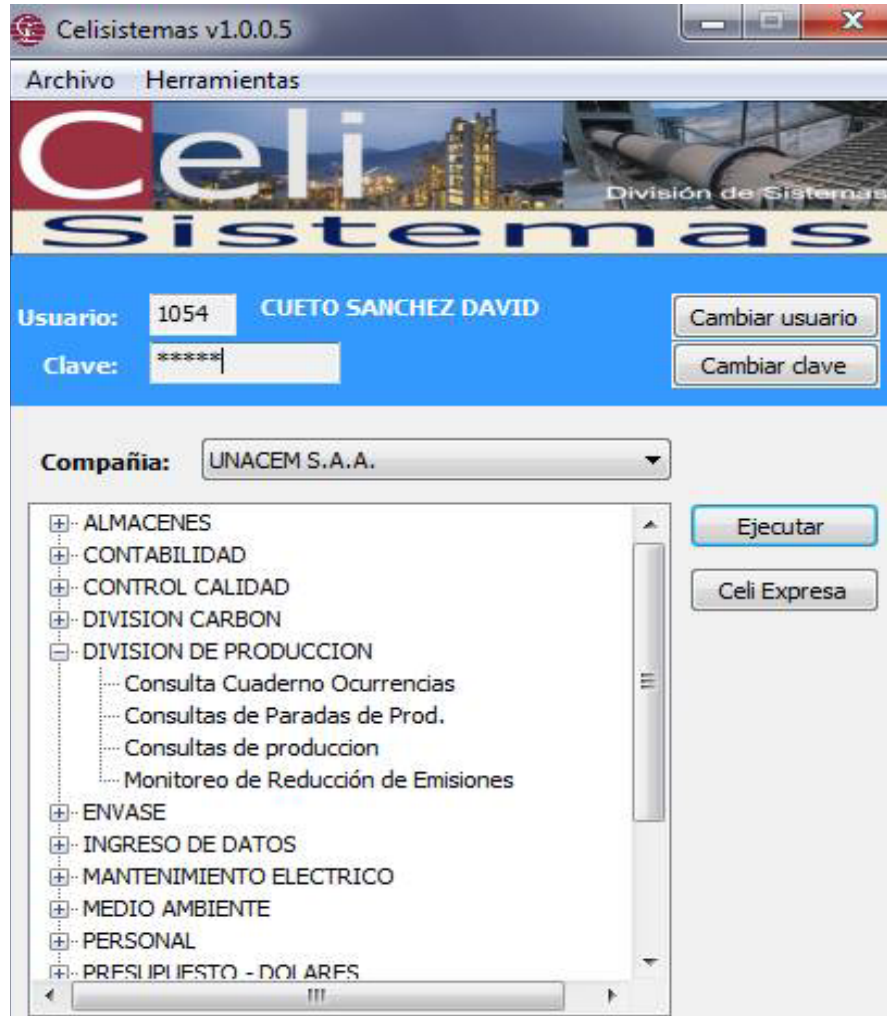 Celisistemas v1.0.0.5
Archivo Herramientas
Celi
División de Sistemas
Sistemas
Usuario: 1054 CUETO SANCHEZ DAVID Cambiar usuario
Clave: ***** Cambiar clave
Compañia: UNACEM S.A.A.
ALMACENES
Ejecutar
CONTABILIDAD
CONTROL CALIDAD
Celi Expresa
DIVISION CARBON
DIVISION DE PRODUCCION
Consulta Cuaderno Ocurrencias
Consultas de Paradas de Prod.
Consultas de produccion
Monitoreo de Reducción de Emisiones
ENVASE
INGRESO DE DATOS
MANTENIMIENTO ELECTRICO
MEDIO AMBIENTE
PERSONAL
PRESUPUESTO - DOLARES